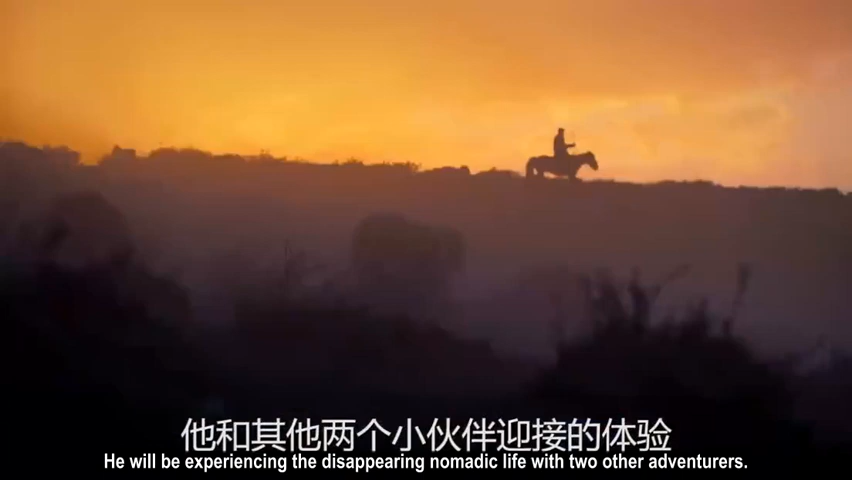 他和其他两个小伙伴迎接的体验
He will be experiencing the disappearing nomadic life with two other adventurers.